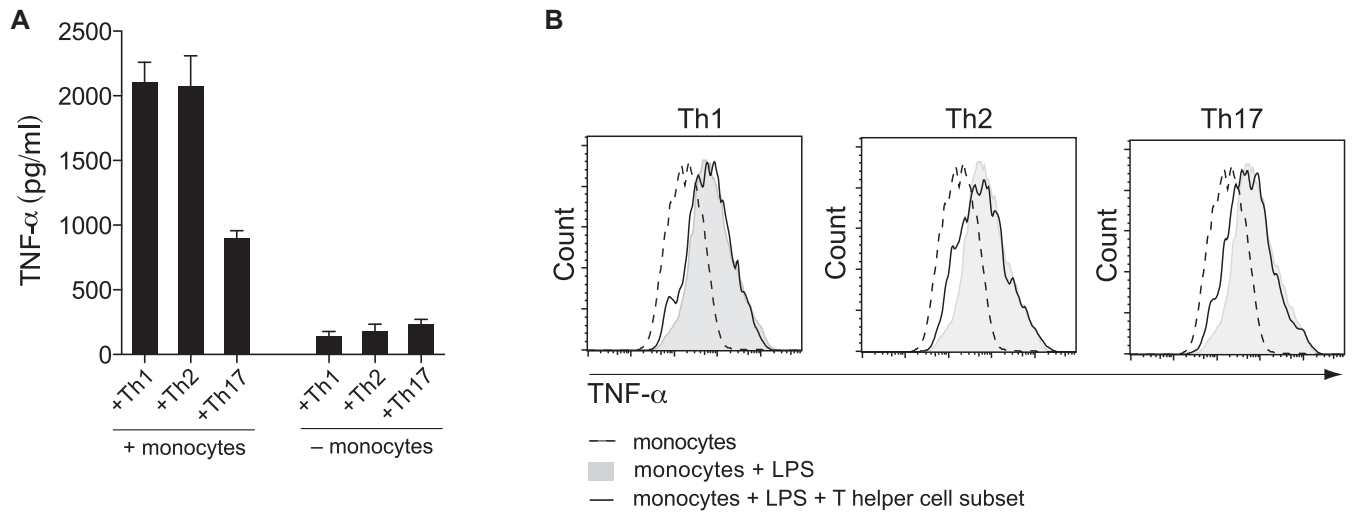 A
TNF-α (pg/ml)
2500
2000
1500
1000
500
0
+Th1
+Th2
+Th17
+Th1
+Th2
+Th17
+ monocytes
– monocytes
B
Th1
Th2
Th17
Count
Count
Count
TNF-α
monocytes
monocytes + LPS
monocytes + LPS + T helper cell subset